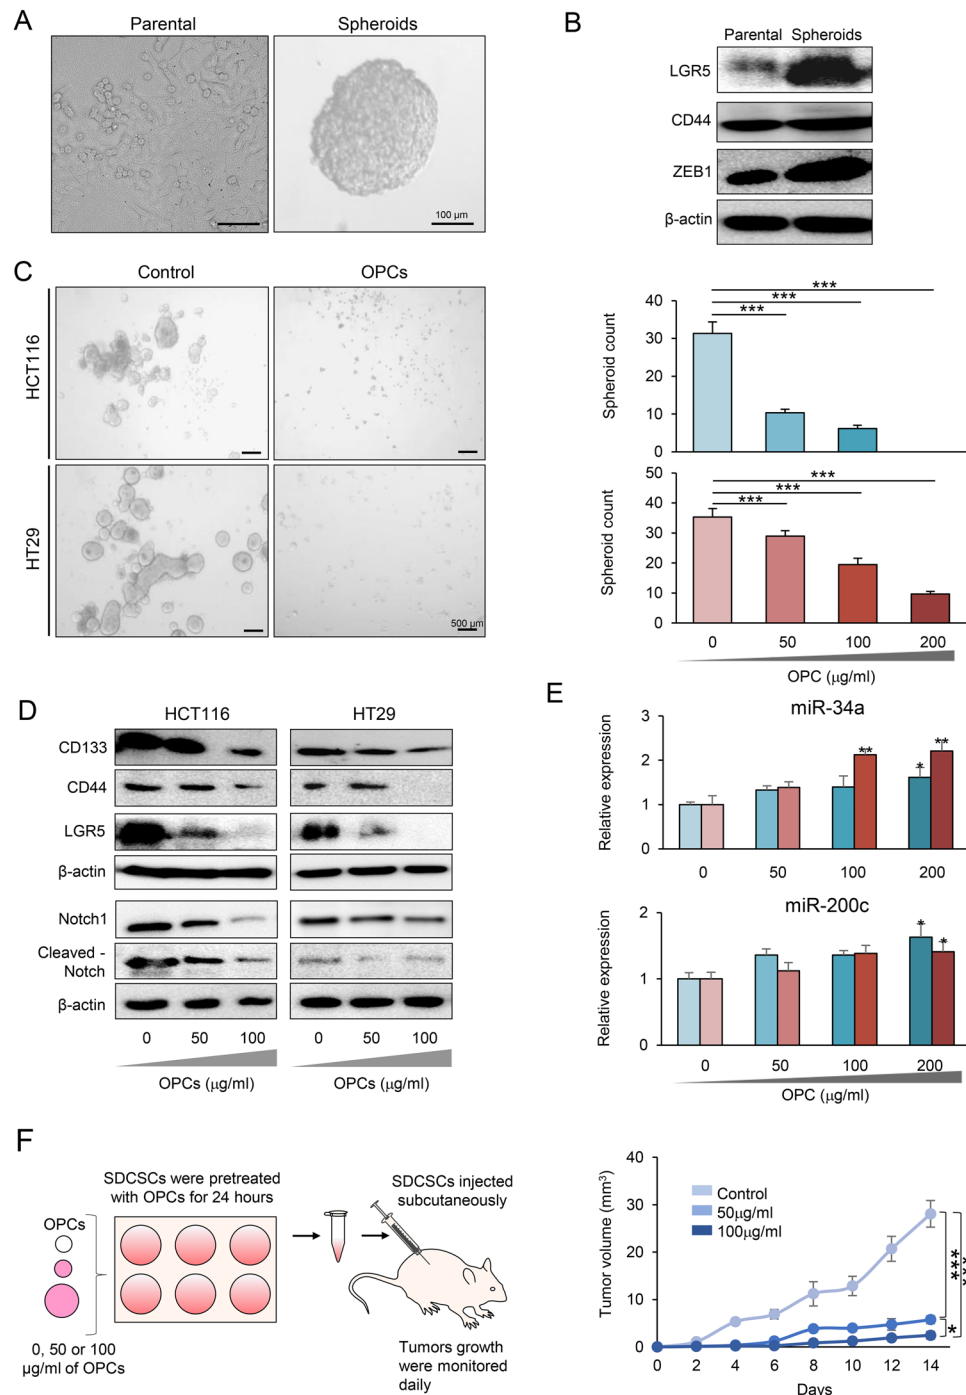 A
Parental
Spheroids
100 µm
B
Parental Spheroids
LGR5
CD44
ZEB1
β-actin
C
Control
OPCs
HCT116
HT29
500 µm
***
***
***
Spheroid count
40
30
20
10
0
***
***
***
Spheroid count
50
40
30
20
10
0
0 50 100 200
OPC (µg/ml)
D
HCT116
HT29
CD133
CD44
LGR5
β-actin
Notch1
Cleaved -
Notch
β-actin
0 50 100
0 50 100
OPCs (µg/ml)
OPCs (µg/ml)
E
miR-34a
Relative expression
3
2
1
0
**
*
**
0 50 100 200
miR-200c
Relative expression
2
1
0
*
*
0 50 100 200
OPC (µg/ml)
F
SDCSCs were pretreated
with OPCs for 24 hours
OPCs
0, 50 or 100
µg/ml of OPCs
SDCSCs injected
subcutaneously
Tumors growth
were monitored
daily
Tumor volume (mm³)
40
30
20
10
0
Control
50µg/ml
100µg/ml
***
***
*
0 2 4 6 8 10 12 14
Days